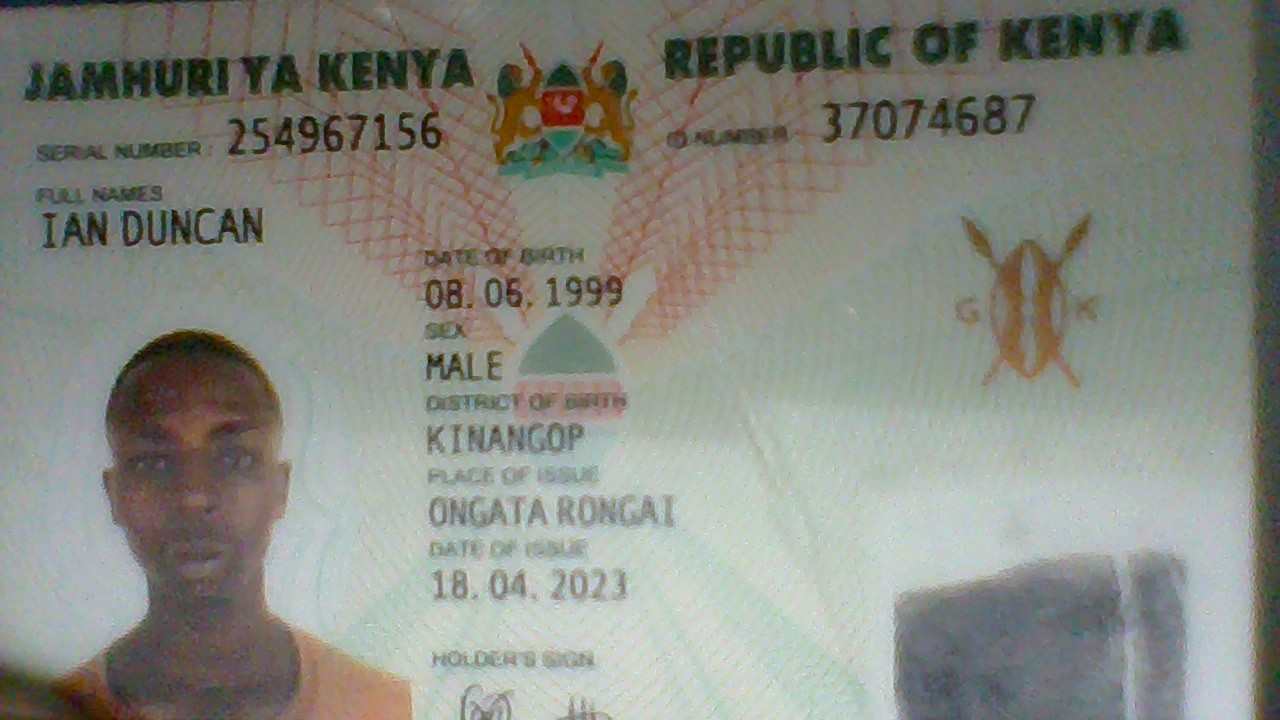 JAMHURI YA KENYA
REPUBLIC OF KENYA
SERIAL NUMBER : 254967156
ID NUMBER 37074687
FULL NAMES
IAN DUNCAN
DATE OF BIRTH
08. 06. 1999
SEX
MALE
DISTRICT OF BIRTH
KINANGOP
PLACE OF ISSUE
ONGATA RONGAI
DATE OF ISSUE
18. 04. 2023
HOLDER'S SIGN
G K